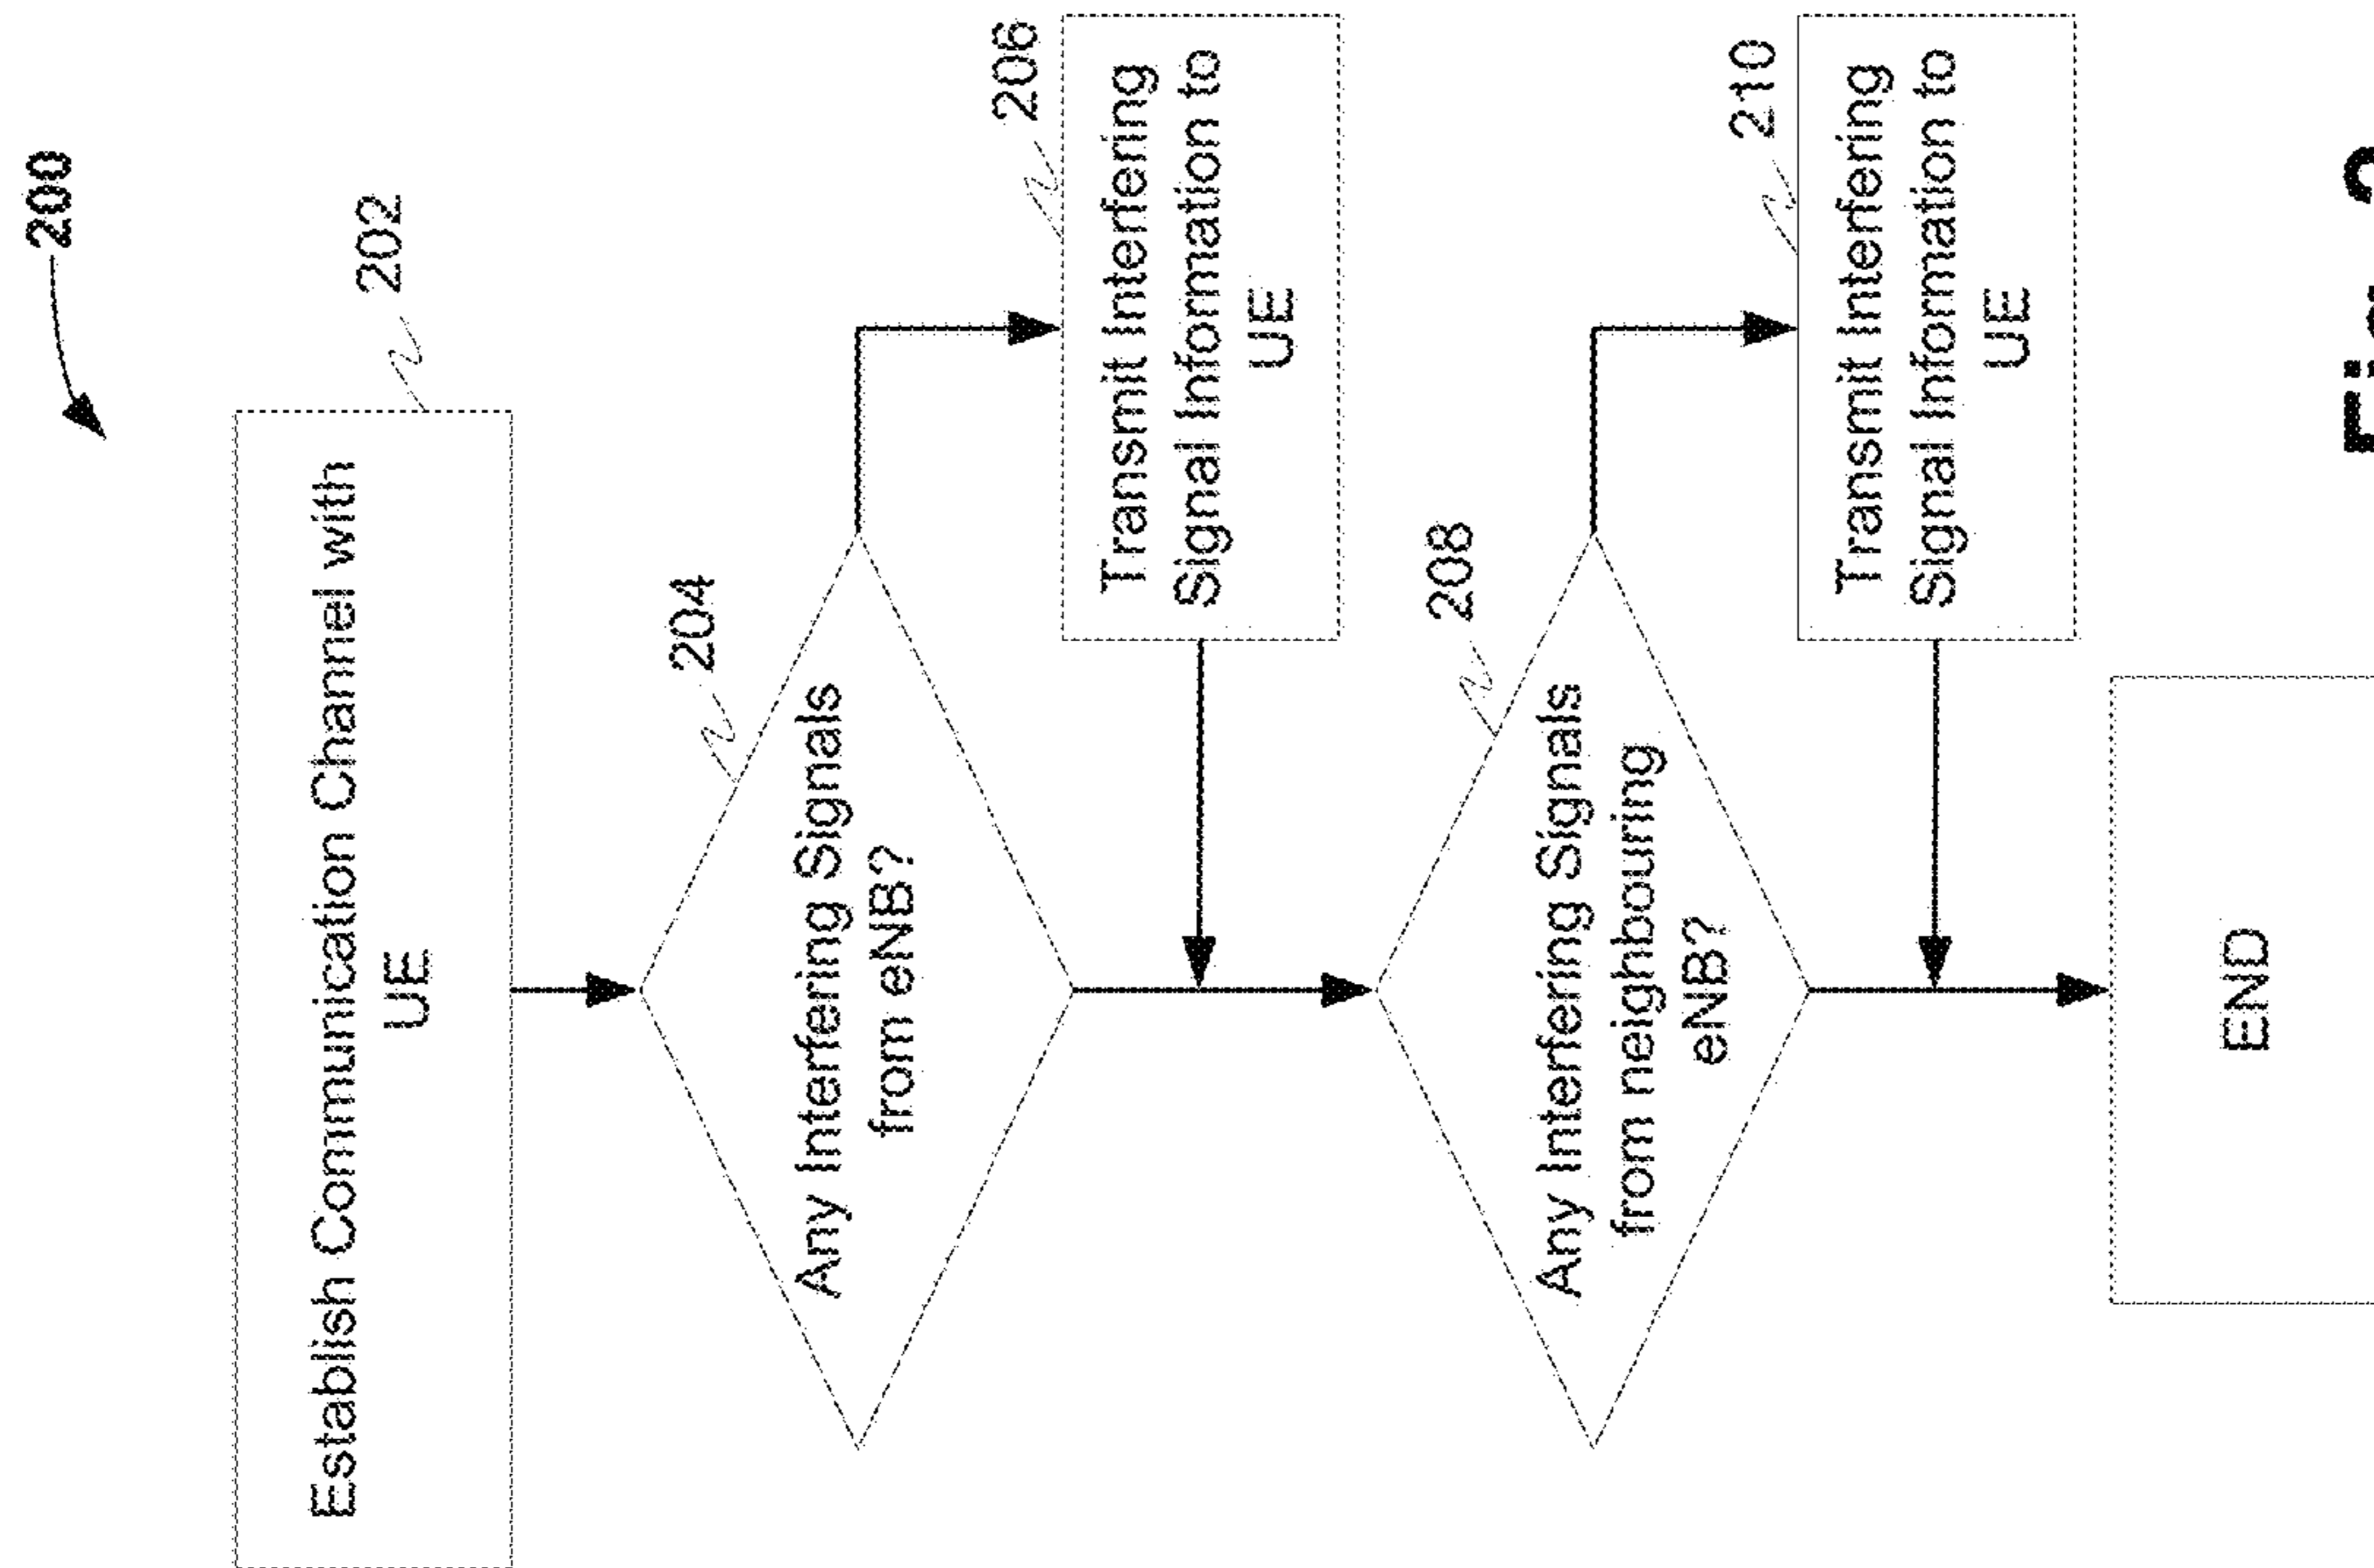 200
Establish Communication Channel with
UE
202
Any Interfering Signals
from eNB?
204
Transmit Interfering
Signal Information to
UE
206
Any Interfering Signals
from neighbouring
eNB?
208
Transmit Interfering
Signal Information to
UE
210
END